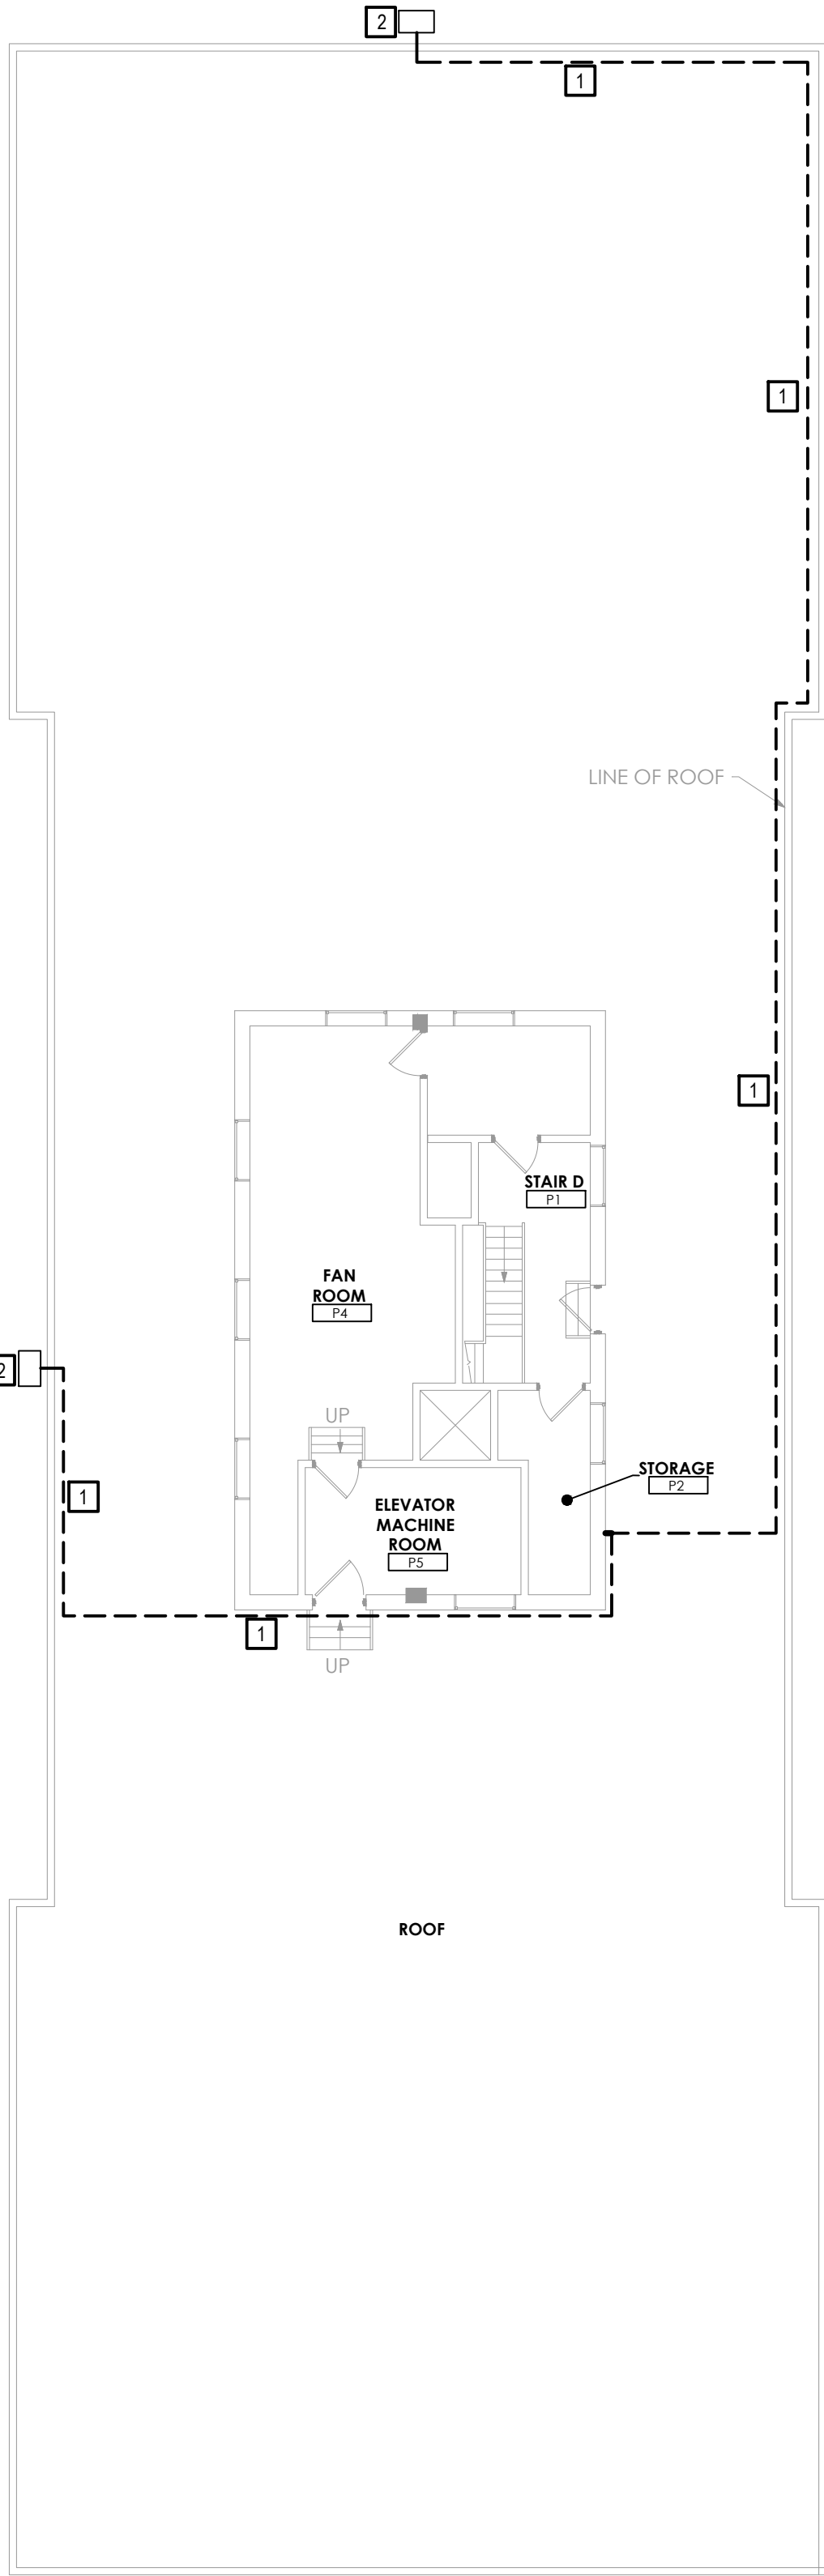 2
1
1
LINE OF ROOF
1
STAIR D
P1
FAN
ROOM
P4
2
UP
STORAGE
P2
1
ELEVATOR
MACHINE
ROOM
P5
1
UP
ROOF